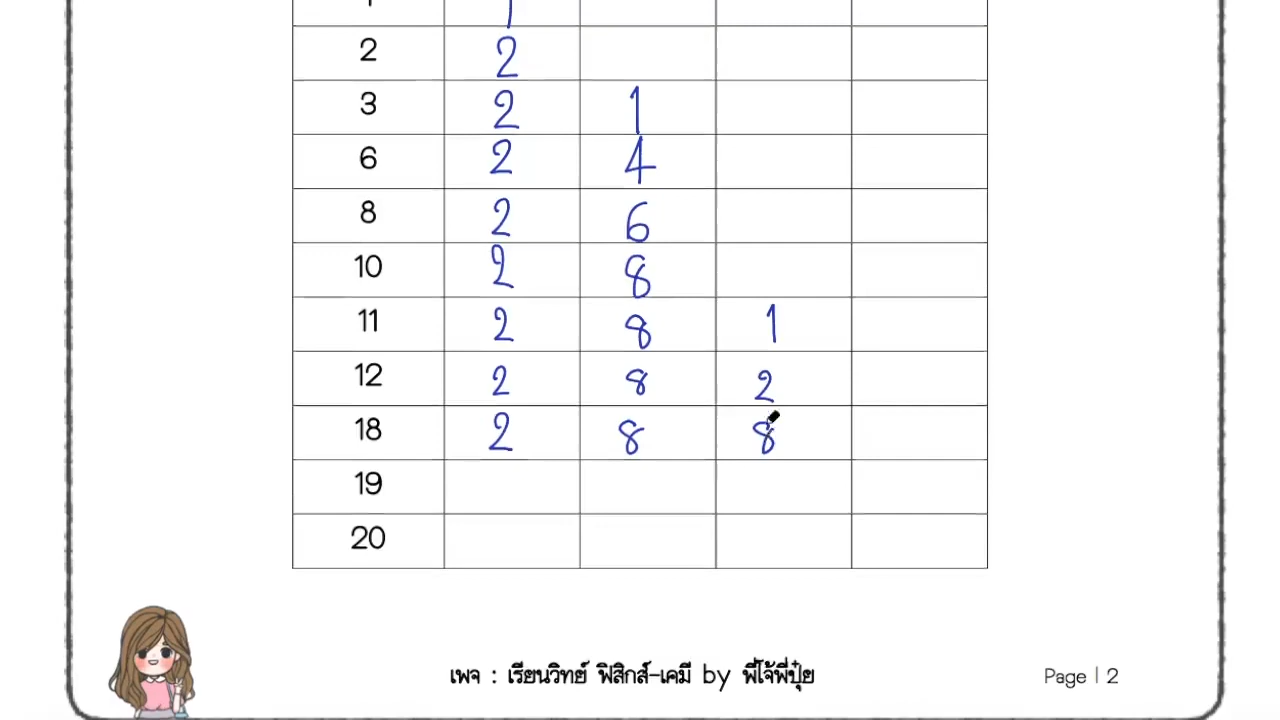 1 1
2 2
3 2 1
6 2 4
8 2 6
10 2 8
11 2 8 1
12 2 8 2
18 2 8 8
19
20
เพจ : เรียนวิทย์ ฟิสิกส์-เคมี by พี่โจ้พี่ปุ๋ย
Page | 2